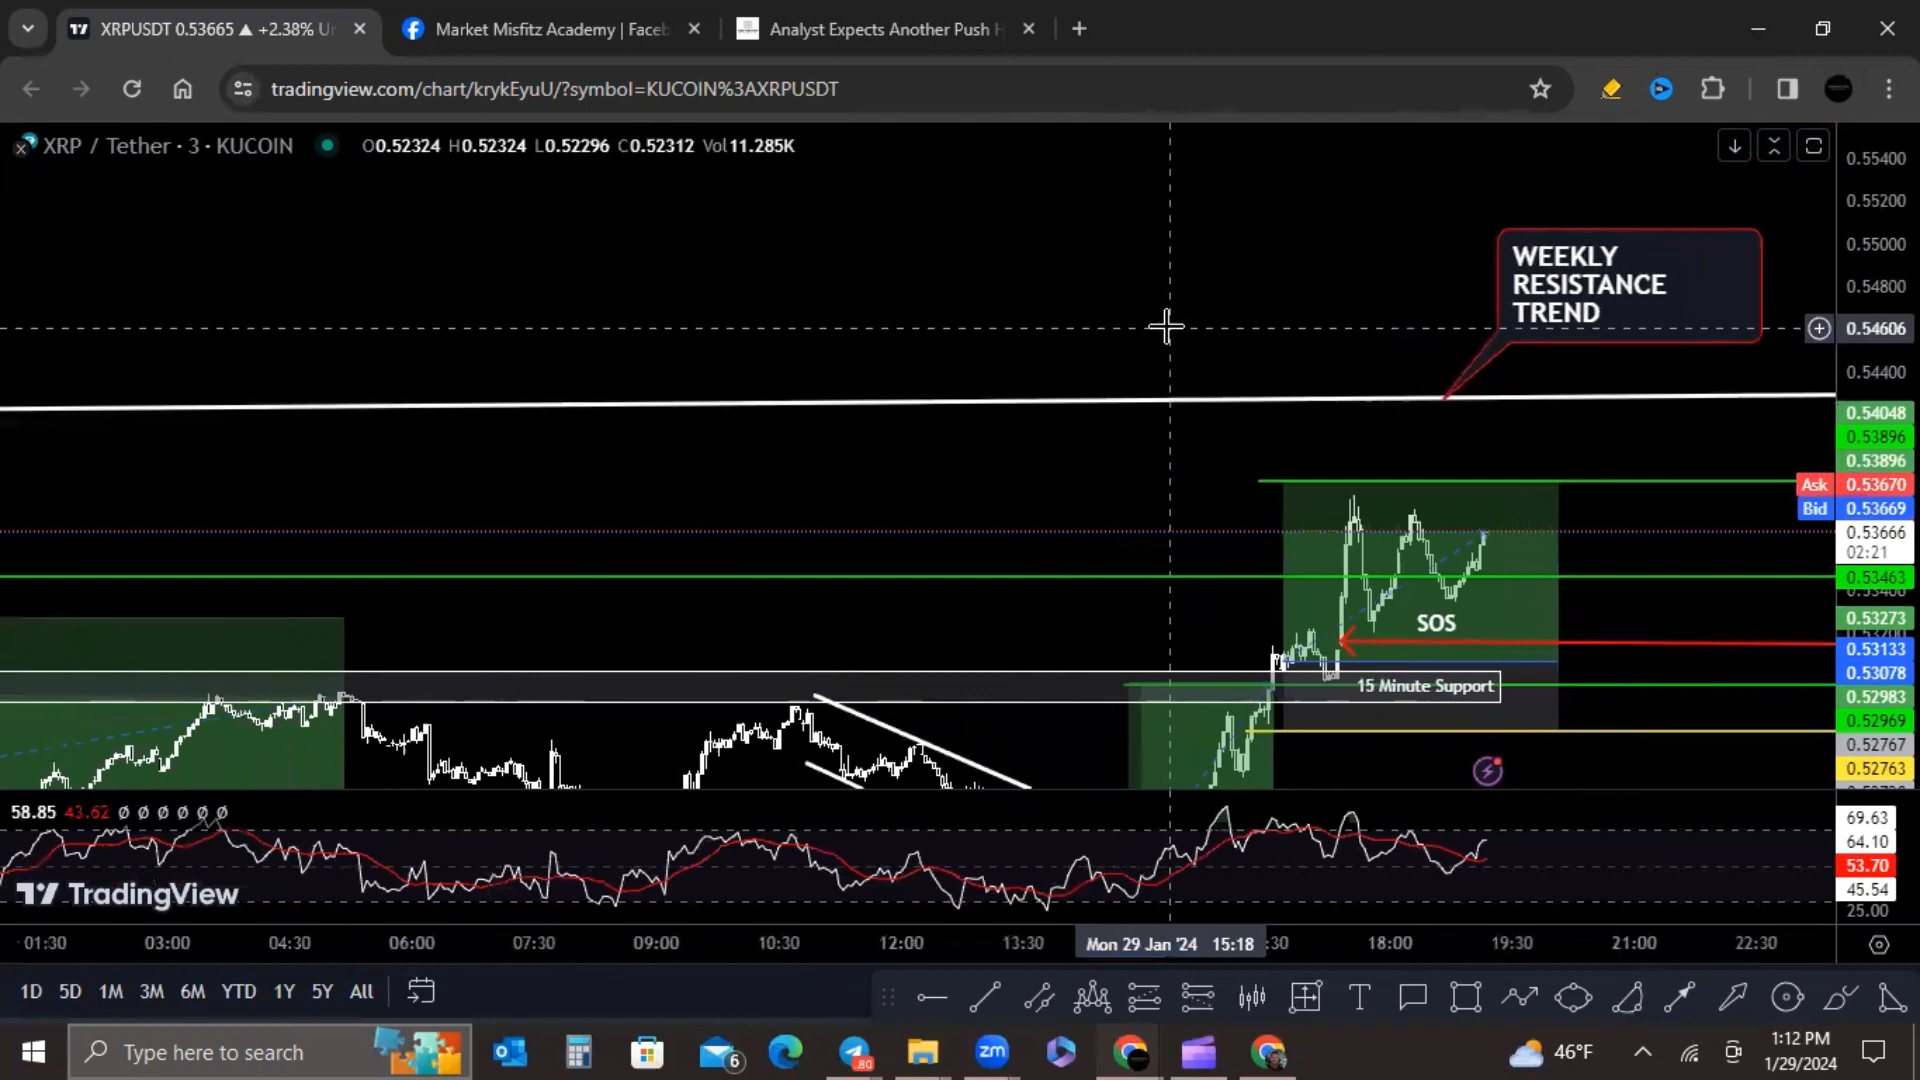 XRPUSDT 0.53665 ▲ +2.38% Ur
Market Misfitz Academy | Faceb
Analyst Expects Another Push H
tradingview.com/chart/krykEyuU/?symbol=KUCOIN%3AXRPUSDT
XRP / Tether · 3 · KUCOIN
O0.52324 H0.52324 L0.52296 C0.52312 Vol11.285K
0.55400
0.55200
0.55000
0.54800
0.54606
0.54400
0.54048
0.53896
0.53896
Ask 0.53670
Bid 0.53669
0.53666
02:21
0.53463
0.53400
0.53273
0.53133
0.53078
0.52983
0.52969
0.52767
0.52763
WEEKLY
RESISTANCE
TREND
SOS
15 Minute Support
58.85 43.62 Ø Ø Ø Ø Ø Ø
69.63
64.10
53.70
45.54
25.00
TradingView
01:30 03:00 04:30 06:00 07:30 09:00 10:30 12:00 13:30 Mon 29 Jan '24 15:18 :30 18:00 19:30 21:00 22:30
1D 5D 1M 3M 6M YTD 1Y 5Y All
Type here to search
6
.80
zm
46°F
1:12 PM
1/29/2024